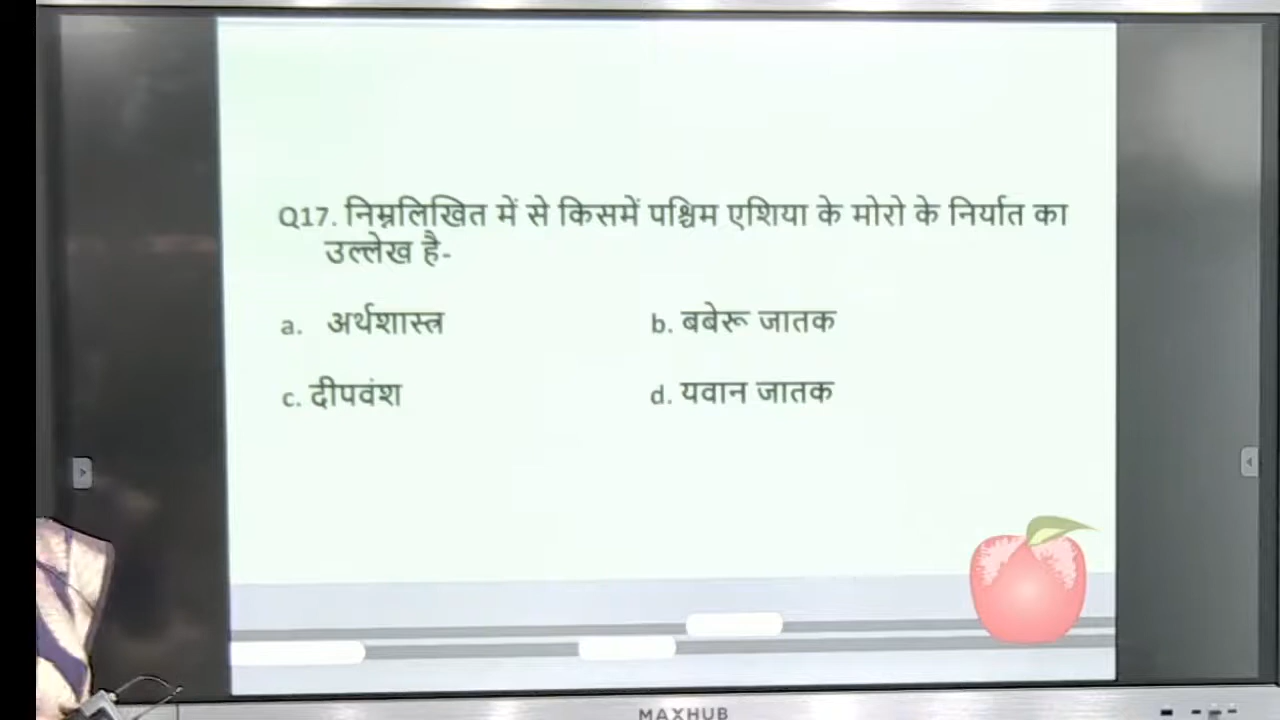 Q17. निम्नलिखित में से किसमें पश्चिम एशिया के मोरो के निर्यात का
उल्लेख है-
a. अर्थशास्त्र b. बबेरू जातक
c. दीपवंश d. यवान जातक
MAXHUB